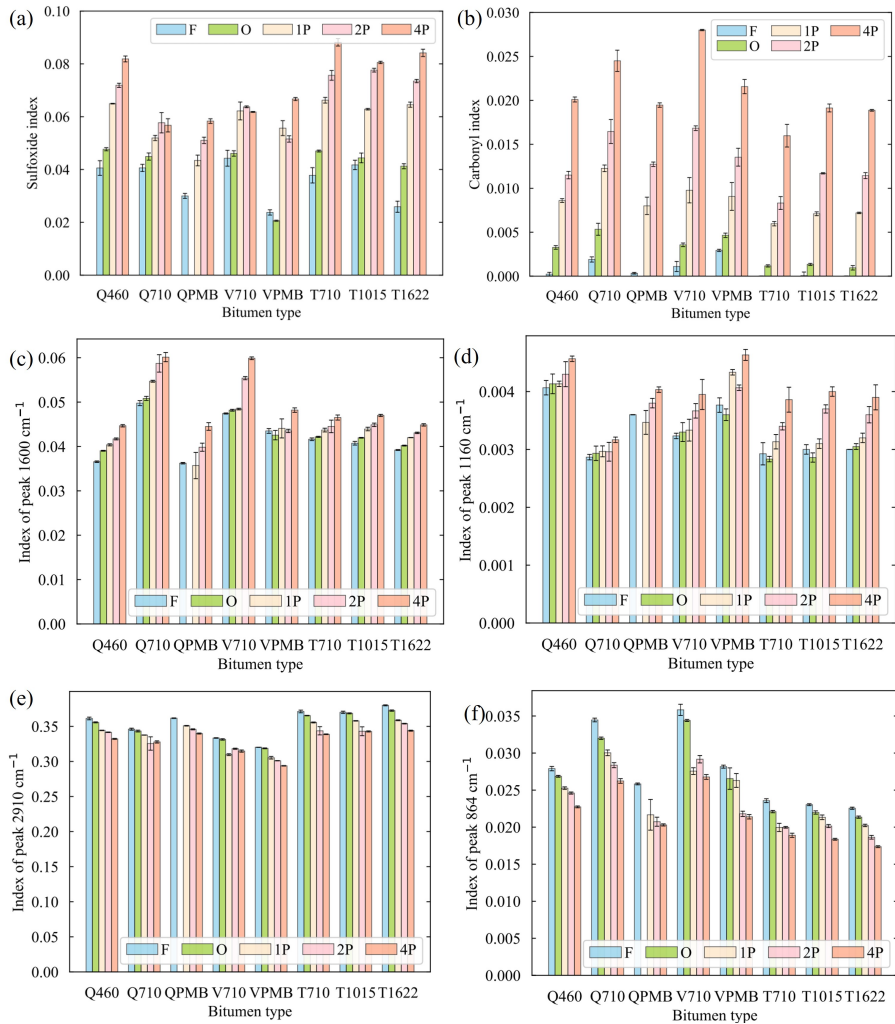 (a)
F O 1P 2P 4P
0.10
0.08
0.06
0.04
0.02
0.00
Sulfoxide index
Q460 Q710 QPMB V710 VPMB T710 T1015 T1622
Bitumen type
(b)
F 1P 4P
O 2P
0.030
0.025
0.020
0.015
0.010
0.005
0.000
Carbonyl index
Q460 Q710 QPMB V710 VPMB T710 T1015 T1622
Bitumen type
(c)
0.06
0.05
0.04
0.03
0.02
0.01
0.00
Index of peak 1600 cm⁻¹
F O 1P 2P 4P
Q460 Q710 QPMB V710 VPMB T710 T1015 T1622
Bitumen type
(d)
0.004
0.003
0.002
0.001
0.000
Index of peak 1160 cm⁻¹
F O 1P 2P 4P
Q460 Q710 QPMB V710 VPMB T710 T1015 T1622
Bitumen type
(e)
0.35
0.30
0.25
0.20
0.15
0.10
0.05
0.00
Index of peak 2910 cm⁻¹
F O 1P 2P 4P
Q460 Q710 QPMB V710 VPMB T710 T1015 T1622
Bitumen type
(f)
0.035
0.030
0.025
0.020
0.015
0.010
0.005
0.000
Index of peak 864 cm⁻¹
F O 1P 2P 4P
Q460 Q710 QPMB V710 VPMB T710 T1015 T1622
Bitumen type